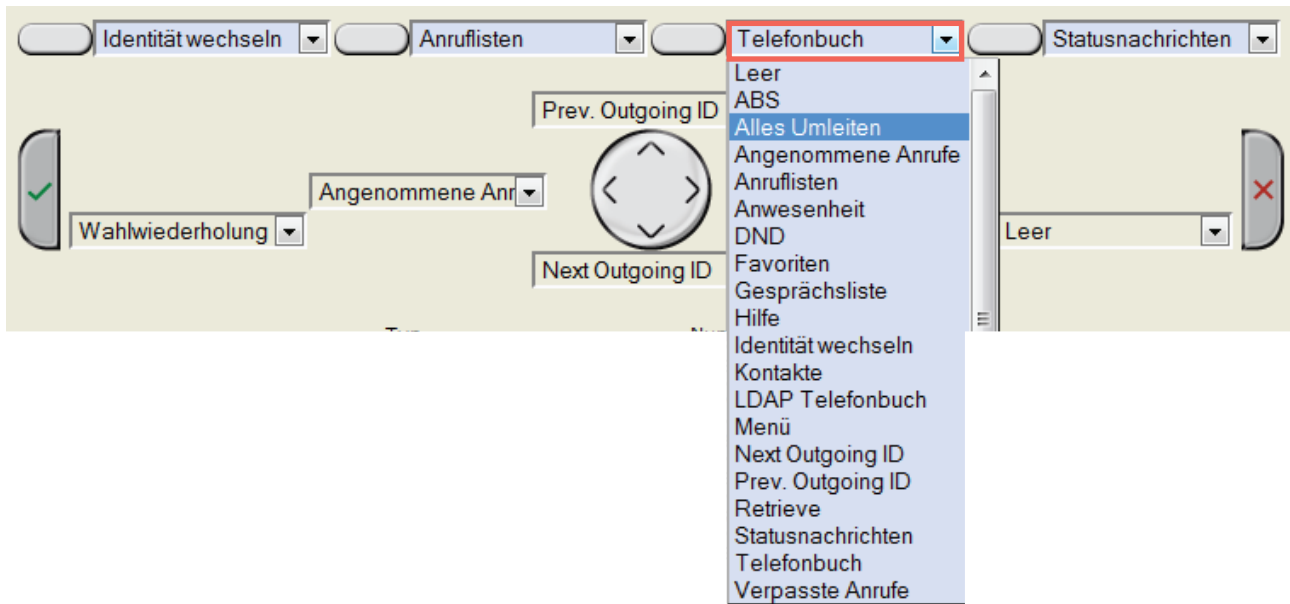 Identität wechseln
Anruflisten
Telefonbuch
Statusnachrichten
Prev. Outgoing ID
Angenommene Anr
Wahlwiederholung
Next Outgoing ID
Leer
Leer
ABS
Alles Umleiten
Angenommene Anrufe
Anruflisten
Anwesenheit
DND
Favoriten
Gesprächsliste
Hilfe
Identität wechseln
Kontakte
LDAP Telefonbuch
Menü
Next Outgoing ID
Prev. Outgoing ID
Retrieve
Statusnachrichten
Telefonbuch
Verpasste Anrufe